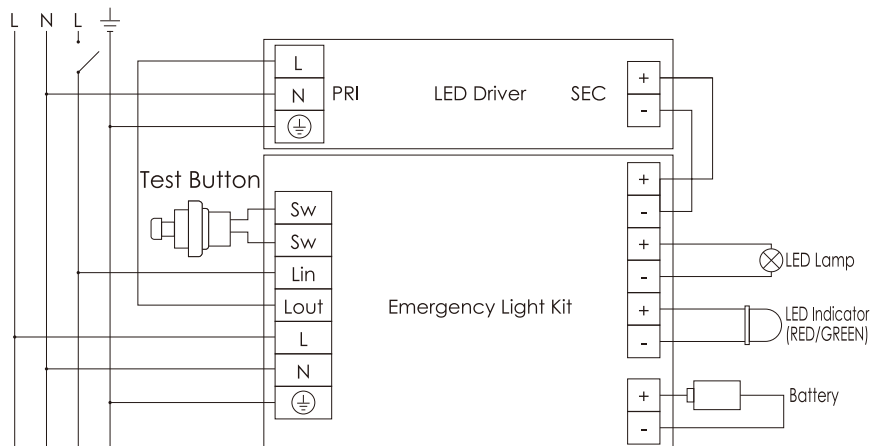 L N L
L
N PRI LED Driver SEC
+
-
Test Button
Sw
Sw
Lin
Lout
L
N
Emergency Light Kit
+
-
+
-
+
-
+
-
LED Lamp
LED Indicator
(RED/GREEN)
Battery